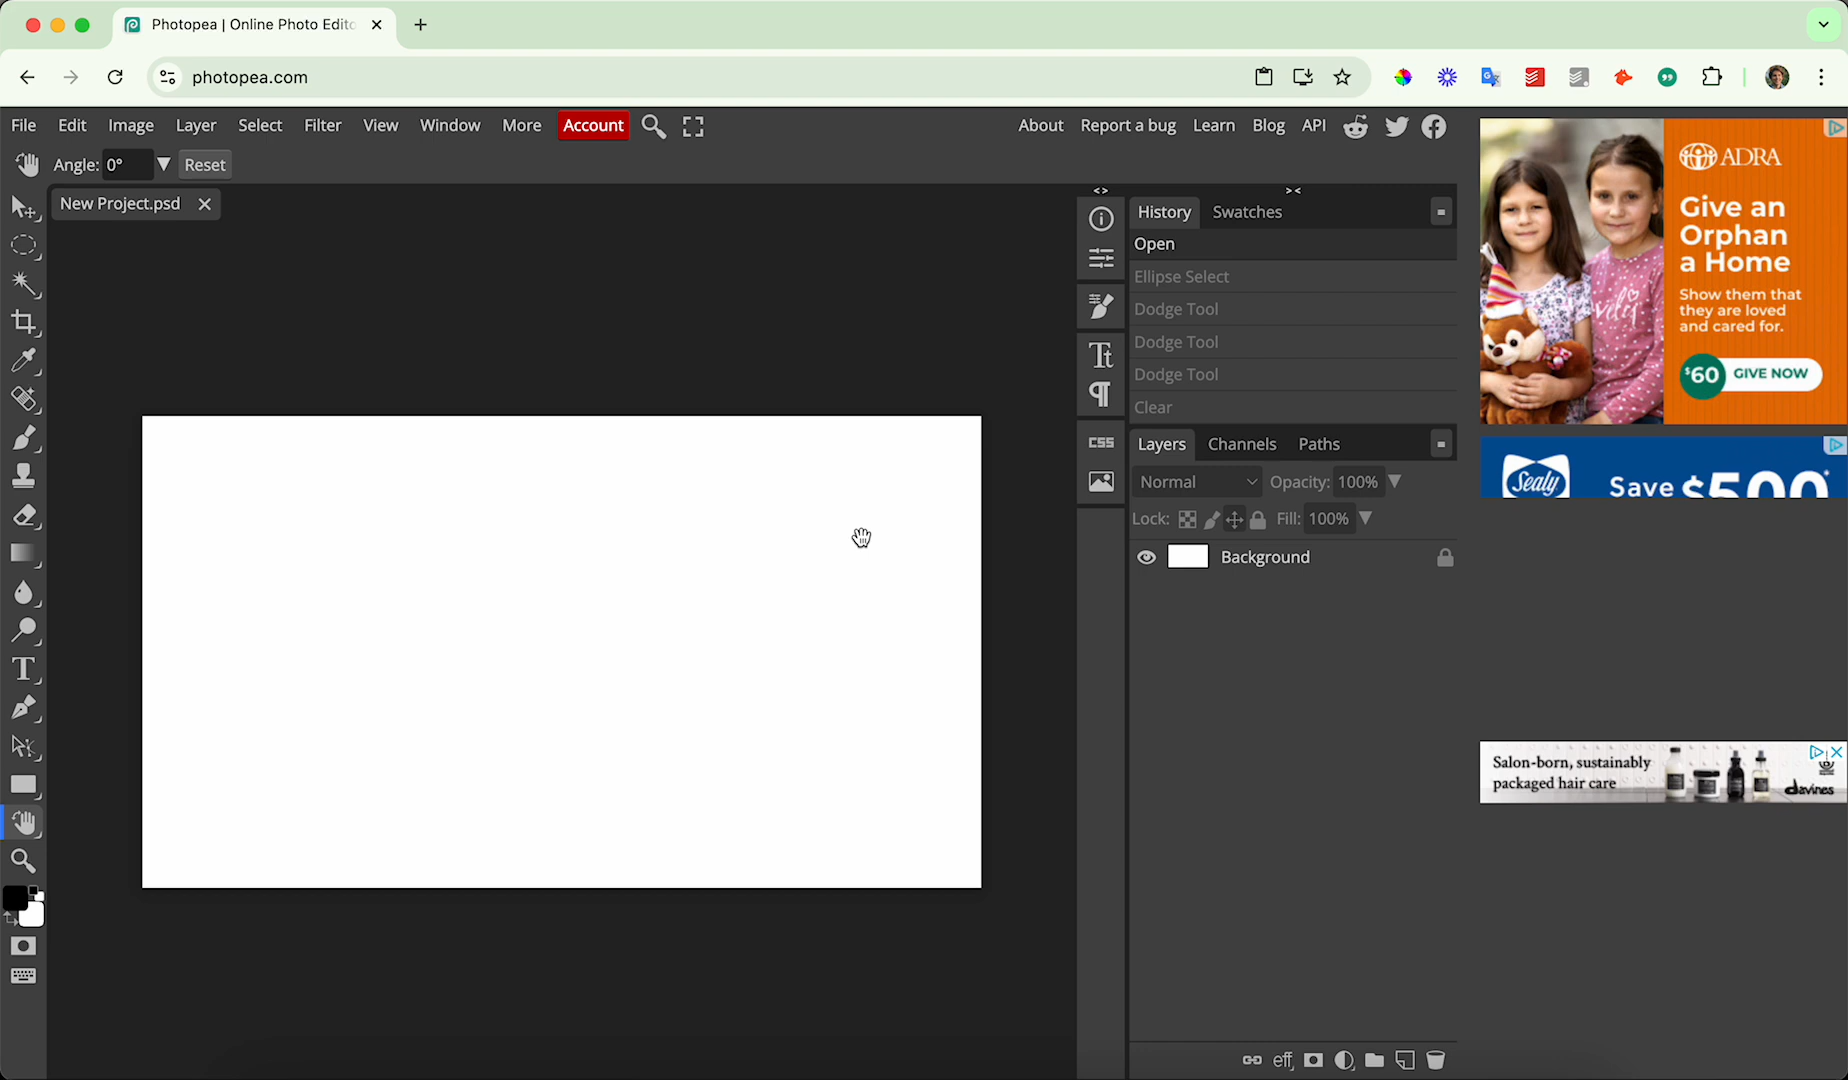 Photopea | Online Photo Edito
photopea.com
File Edit Image Layer Select Filter View Window More Account
About Report a bug Learn Blog API
Angle: 0° Reset
New Project.psd
History Swatches
Open
Ellipse Select
Dodge Tool
Dodge Tool
Dodge Tool
Clear
CSS
Layers Channels Paths
Normal Opacity: 100%
Lock: Fill: 100%
Background
eff
ADRA
Give an
Orphan
a Home
Show them that
they are loved
and cared for.
$60 GIVE NOW
Sealy Save $500*
Salon-born, sustainably
packaged hair care
davines